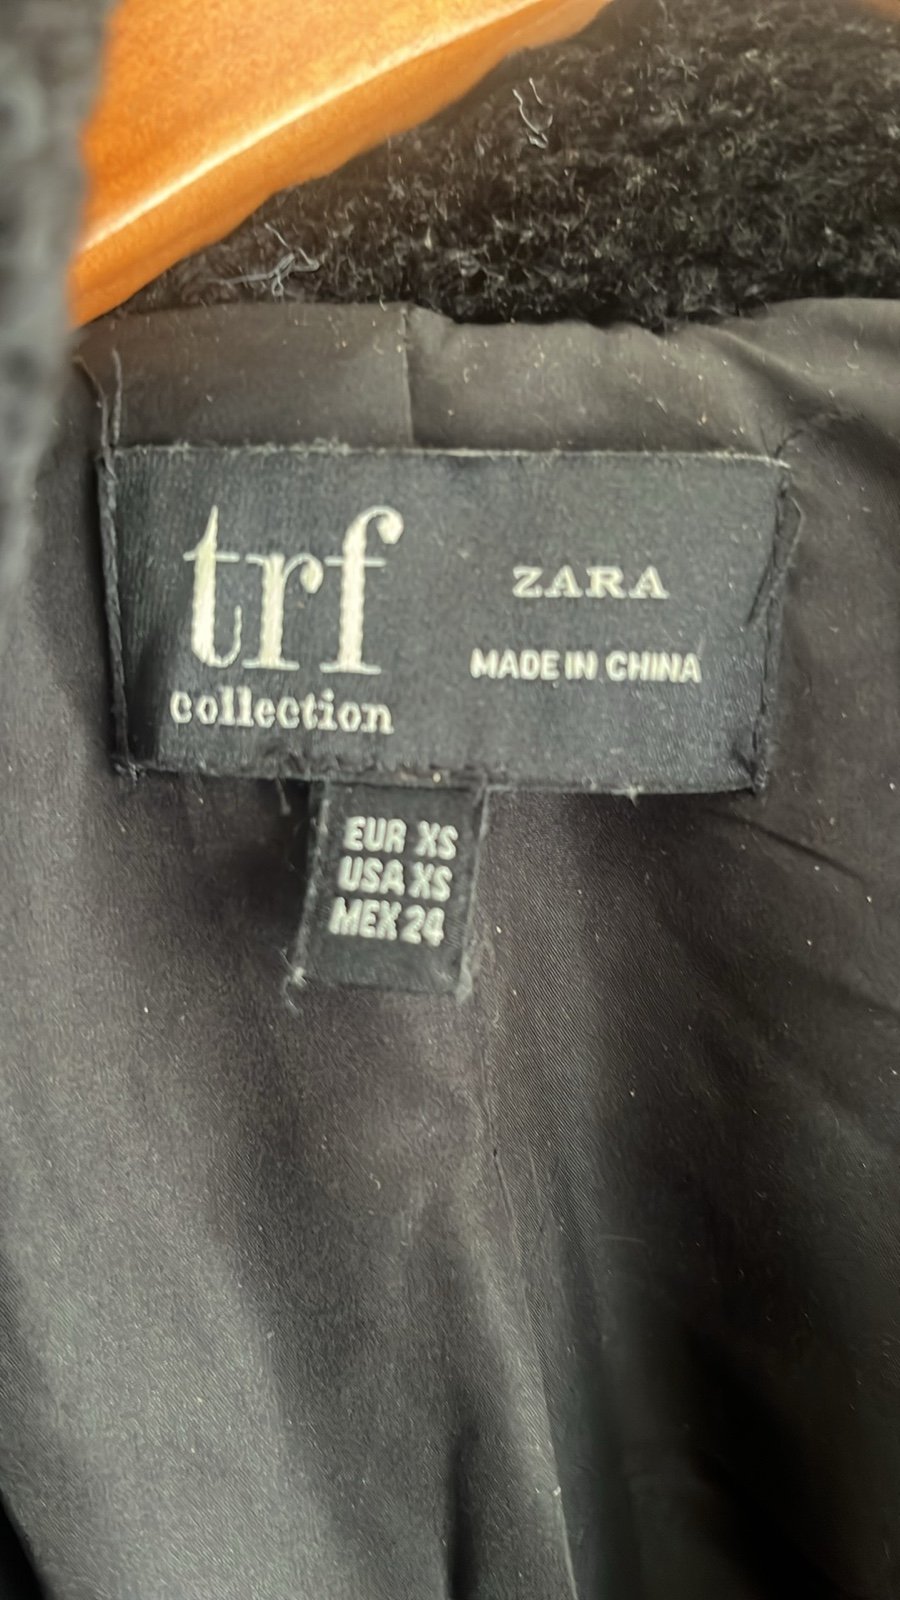 trf
collection
ZARA
MADE IN CHINA
EUR XS
USA XS
MEX 24